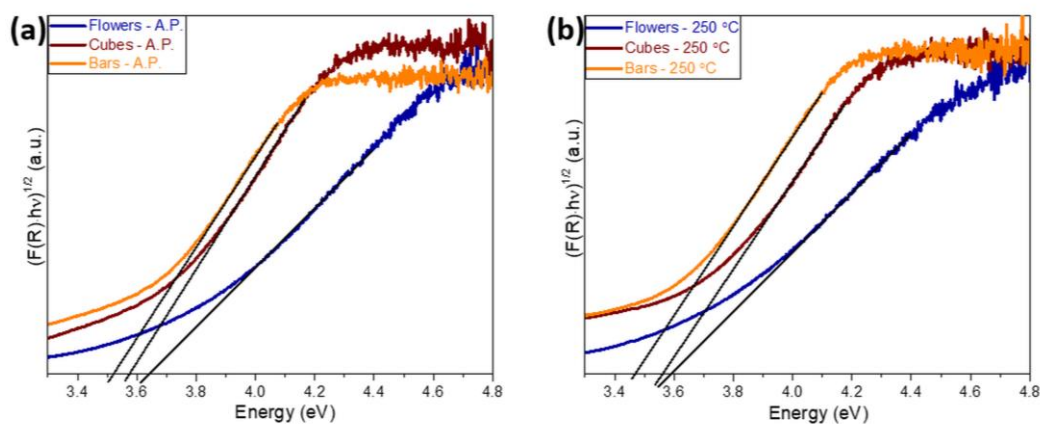 (a)
Flowers - A.P.
Cubes - A.P.
Bars - A.P.
(F(R)·hν)^1/2 (a.u.)
3.4 3.6 3.8 4.0 4.2 4.4 4.6 4.8
Energy (eV)
(b)
Flowers - 250 °C
Cubes - 250 °C
Bars - 250 °C
(F(R)·hν)^1/2 (a.u.)
3.4 3.6 3.8 4.0 4.2 4.4 4.6 4.8
Energy (eV)